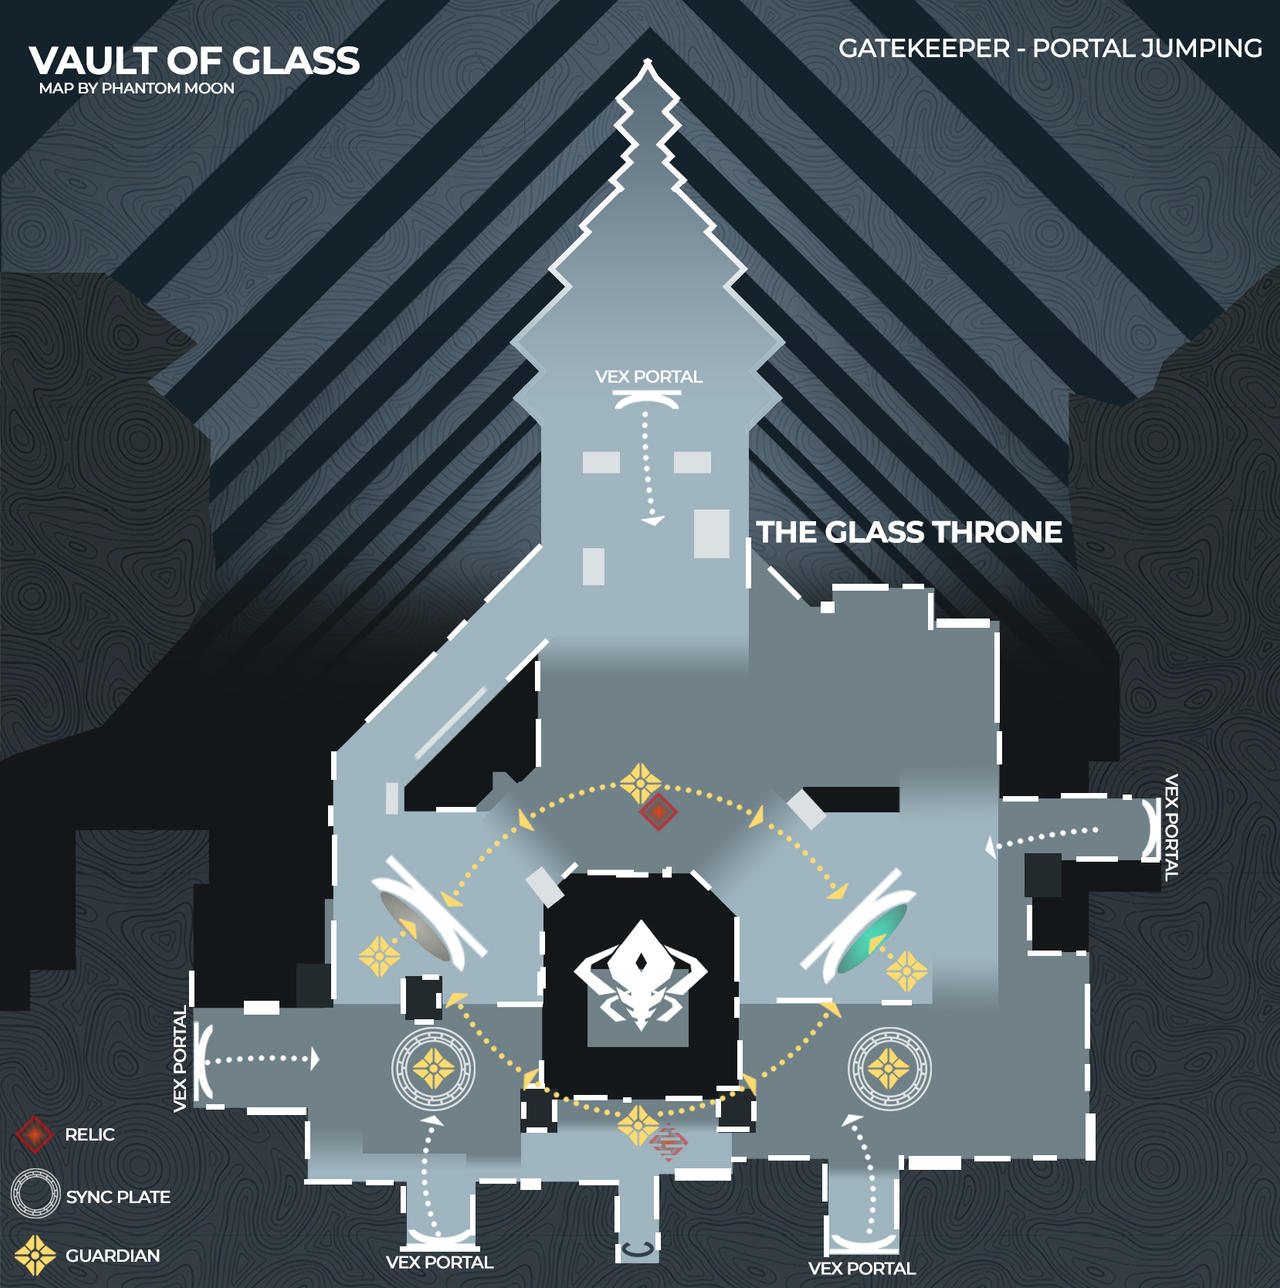 VAULT OF GLASS
MAP BY PHANTOM MOON
GATEKEEPER - PORTAL JUMPING
VEX PORTAL
THE GLASS THRONE
VEX PORTAL
VEX PORTAL
RELIC
SYNC PLATE
GUARDIAN
VEX PORTAL
VEX PORTAL